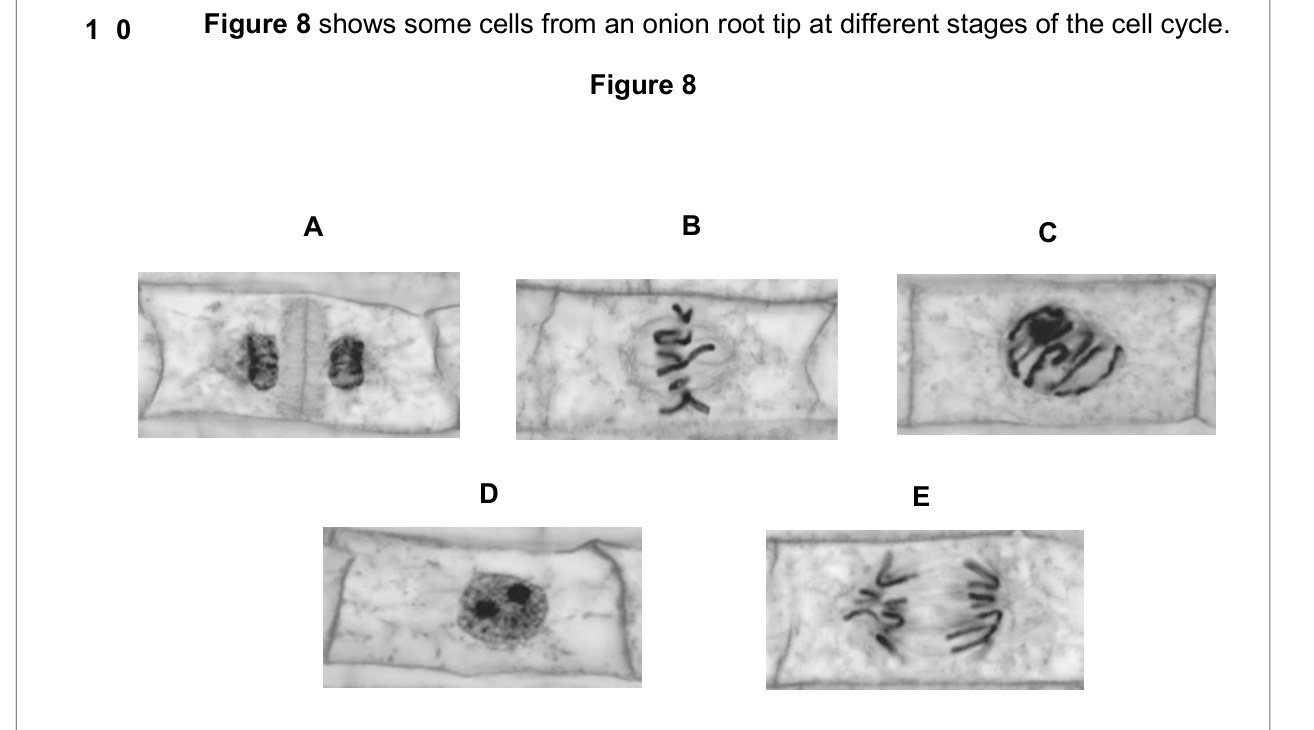 1 0 Figure 8 shows some cells from an onion root tip at different stages of the cell cycle.
Figure 8
A B C
D E